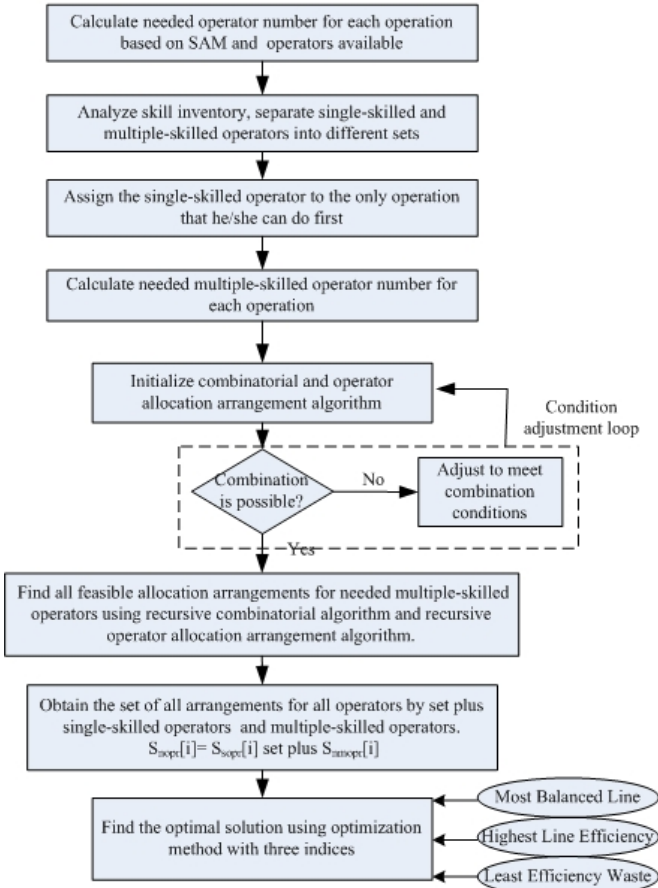 Calculate needed operator number for each operation
based on SAM and operators available
Analyze skill inventory, separate single-skilled and
multiple-skilled operators into different sets
Assign the single-skilled operator to the only operation
that he/she can do first
Calculate needed multiple-skilled operator number for
each operation
Initialize combinatorial and operator
allocation arrangement algorithm
Condition
adjustment loop
Combination
is possible?
No
Adjust to meet
combination
conditions
Yes
Find all feasible allocation arrangements for needed multiple-skilled
operators using recursive combinatorial algorithm and recursive
operator allocation arrangement algorithm.
Obtain the set of all arrangements for all operators by set plus
single-skilled operators and multiple-skilled operators.
Snopr[i]= Ssopr[i] set plus Snmopr[i]
Find the optimal solution using optimization
method with three indices
Most Balanced Line
Highest Line Efficiency
Least Efficiency Waste